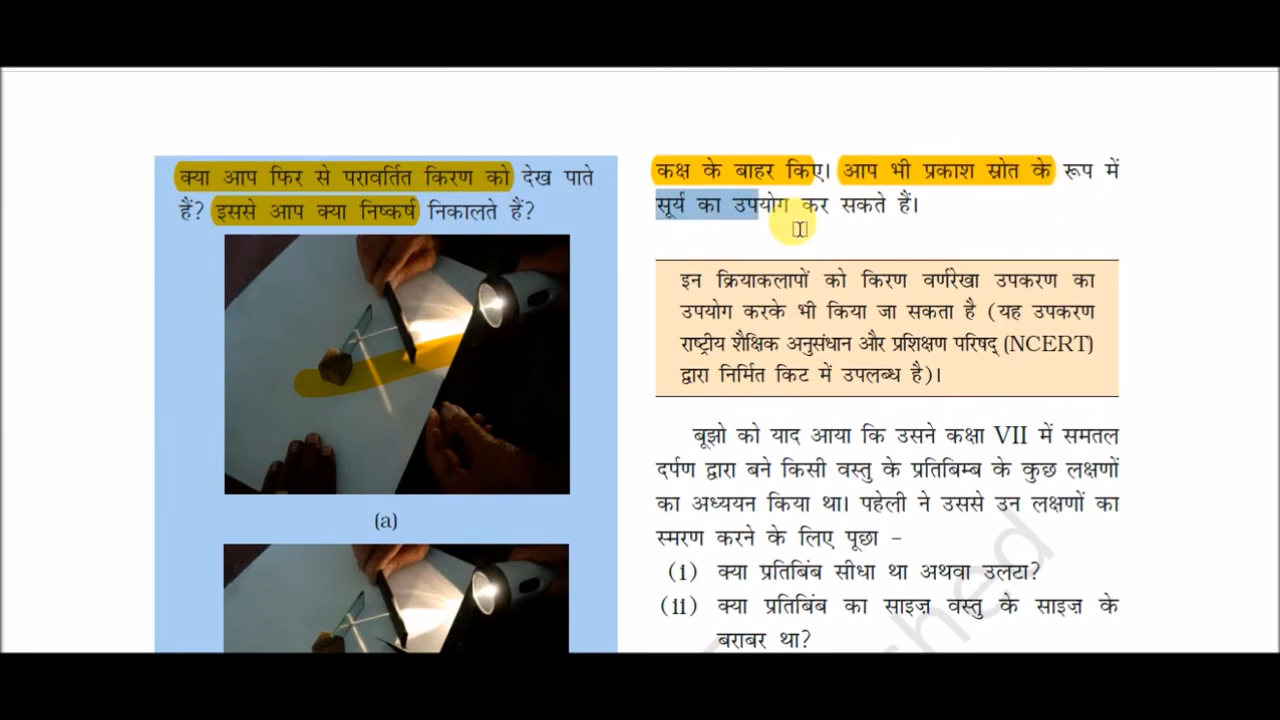 क्या आप फिर से परावर्तित किरण को देख पाते
हैं? इससे आप क्या निष्कर्ष निकालते हैं?
(a)
कक्ष के बाहर किए। आप भी प्रकाश स्रोत के रूप में
सूर्य का उपयोग कर सकते हैं।
इन क्रियाकलापों को किरण वर्णरेखा उपकरण का
उपयोग करके भी किया जा सकता है (यह उपकरण
राष्ट्रीय शैक्षिक अनुसंधान और प्रशिक्षण परिषद् (NCERT)
द्वारा निर्मित किट में उपलब्ध है)।
बूझो को याद आया कि उसने कक्षा VII में समतल
दर्पण द्वारा बने किसी वस्तु के प्रतिबिम्ब के कुछ लक्षणों
का अध्ययन किया था। पहेली ने उससे उन लक्षणों का
स्मरण करने के लिए पूछा –
(i) क्या प्रतिबिंब सीधा था अथवा उलटा?
(ii) क्या प्रतिबिंब का साइज़ वस्तु के साइज़ के
बराबर था?